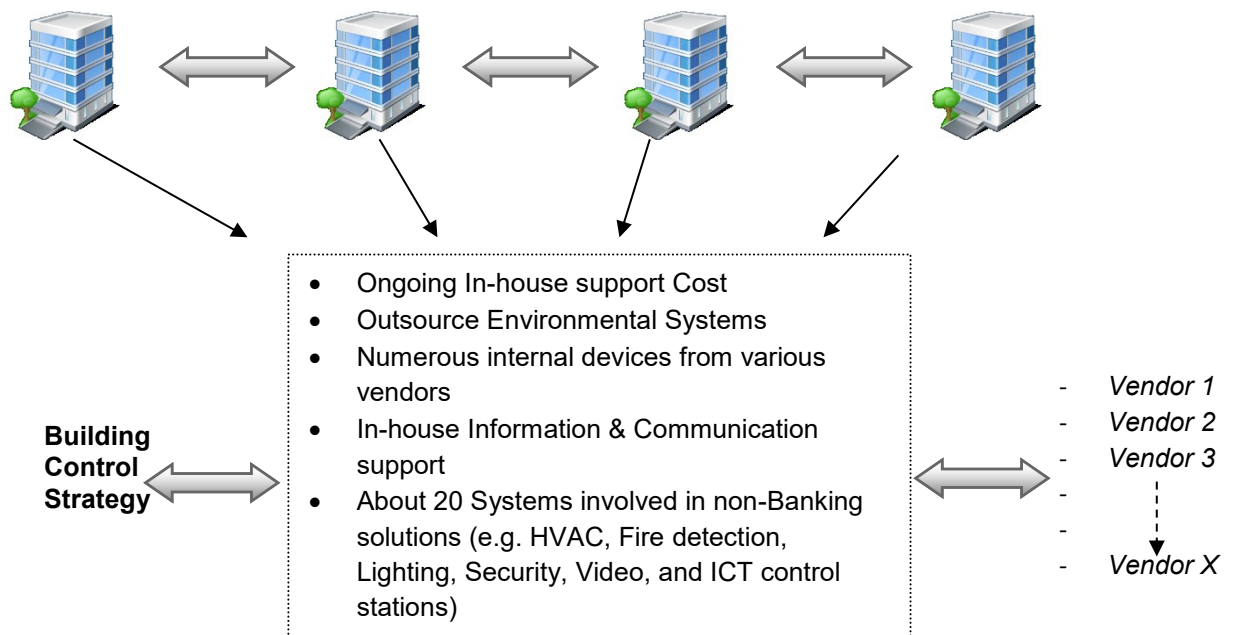 • Ongoing In-house support Cost
• Outsource Environmental Systems
• Numerous internal devices from various
vendors
• In-house Information & Communication
support
• About 20 Systems involved in non-Banking
solutions (e.g. HVAC, Fire detection,
Lighting, Security, Video, and ICT control
stations)
Building
Control
Strategy
- Vendor 1
- Vendor 2
- Vendor 3
-
-
- Vendor X